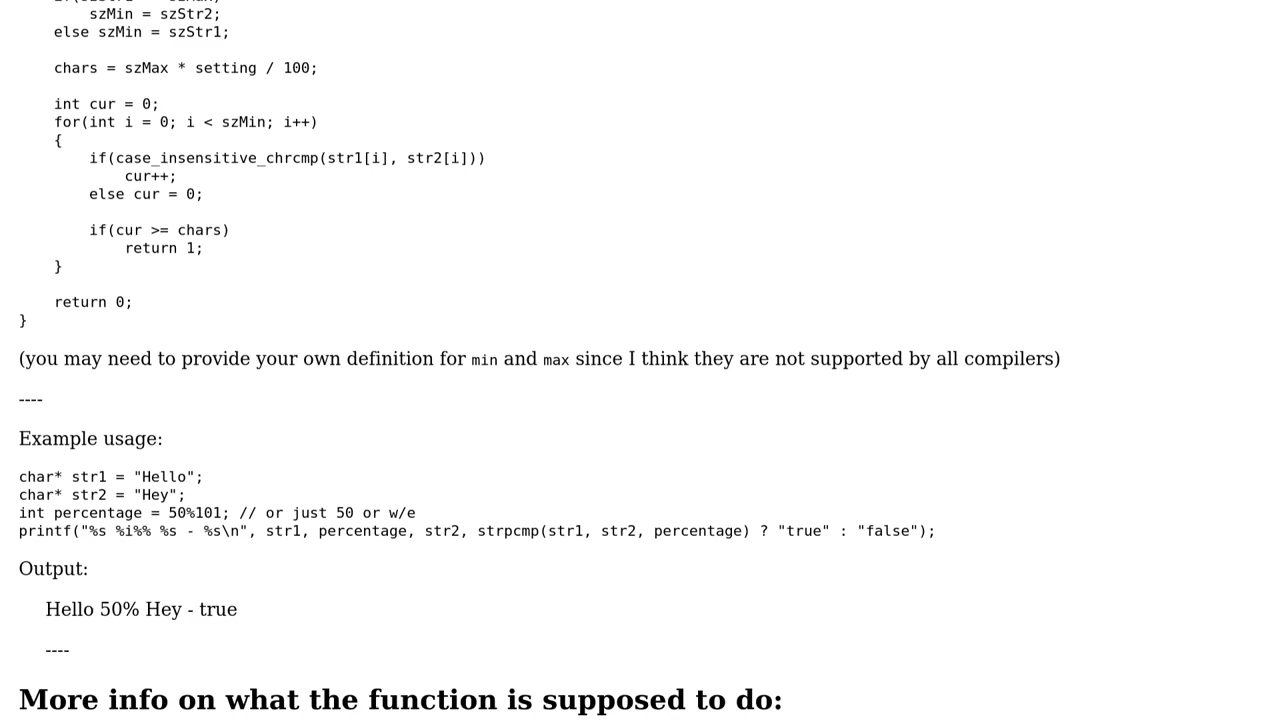 szMin = szStr2;
else szMin = szStr1;
chars = szMax * setting / 100;
int cur = 0;
for(int i = 0; i < szMin; i++)
{
if(case_insensitive_chrcmp(str1[i], str2[i]))
cur++;
else cur = 0;
if(cur >= chars)
return 1;
}
return 0;
}
(you may need to provide your own definition for min and max since I think they are not supported by all compilers)
----
Example usage:
char* str1 = "Hello";
char* str2 = "Hey";
int percentage = 50%101; // or just 50 or w/e
printf("%s %i%% %s - %s\n", str1, percentage, str2, strpcmp(str1, str2, percentage) ? "true" : "false");
Output:
Hello 50% Hey - true
----
More info on what the function is supposed to do: